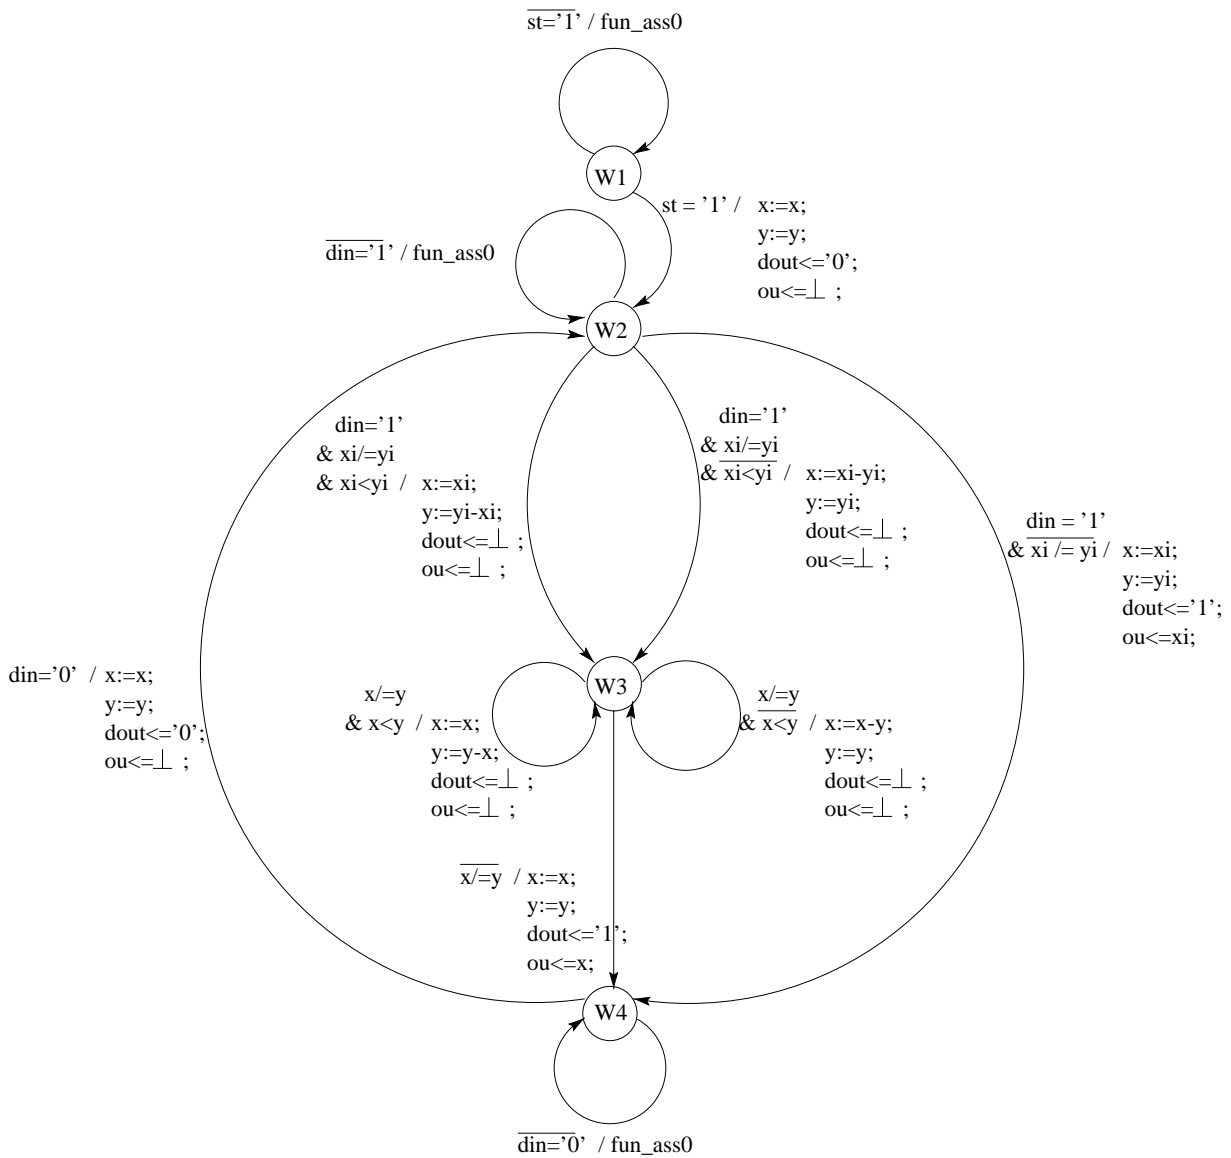 st='1' / fun_ass0
W1
st = '1' / x:=x;
y:=y;
dout<='0';
ou<=⊥ ;
din='1' / fun_ass0
W2
din='1'
& xi/=yi
& xi<yi / x:=xi;
y:=yi-xi;
dout<=⊥ ;
ou<=⊥ ;
din='1'
& xi/=yi
& xi<yi / x:=xi-yi;
y:=yi;
dout<=⊥ ;
ou<=⊥ ;
din = '1'
& xi /= yi / x:=xi;
y:=yi;
dout<='1';
ou<=xi;
din='0' / x:=x;
y:=y;
dout<='0';
ou<=⊥ ;
W3
x/=y
& x<y / x:=x;
y:=y-x;
dout<=⊥ ;
ou<=⊥ ;
x/=y
& x<y / x:=x-y;
y:=y;
dout<=⊥ ;
ou<=⊥ ;
x/=y / x:=x;
y:=y;
dout<='1';
ou<=x;
W4
din='0' / fun_ass0